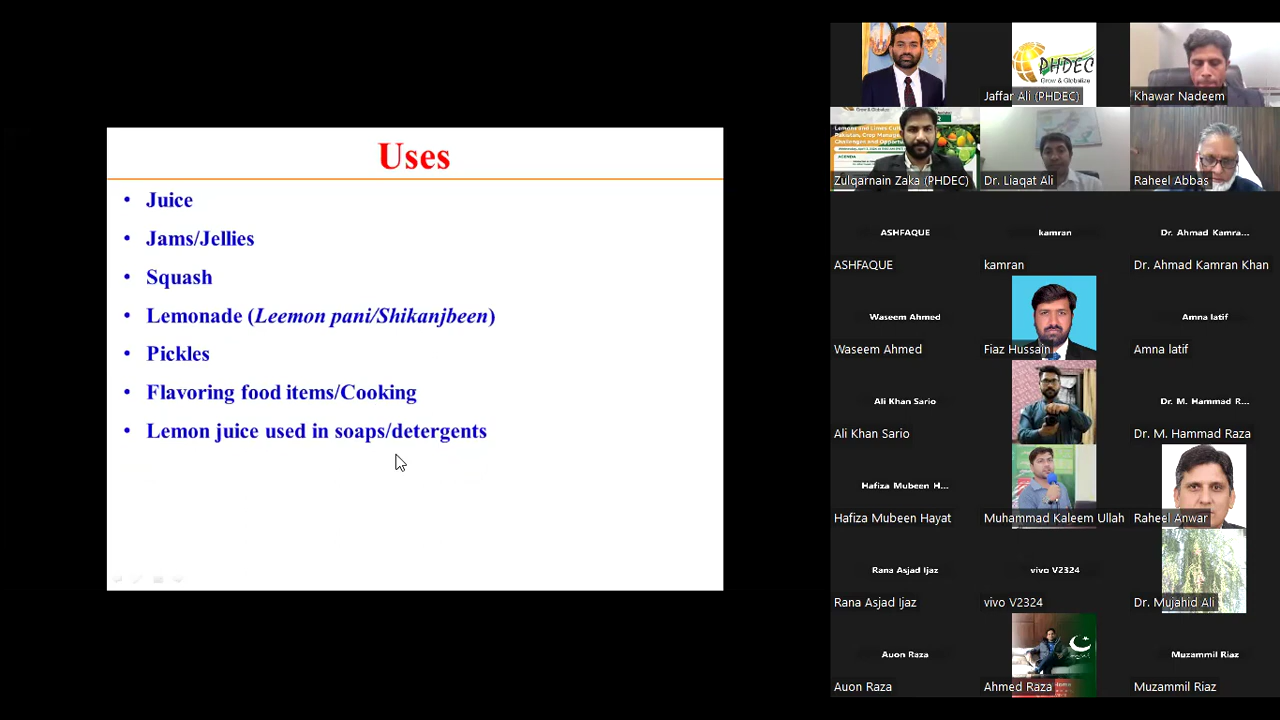 Uses
• Juice
• Jams/Jellies
• Squash
• Lemonade (Leemon pani/Shikanjbeen)
• Pickles
• Flavoring food items/Cooking
• Lemon juice used in soaps/detergents
PHDEC
Grow & Globalize
Jaffar Ali (PHDEC)
Khawar Nadeem
Zulqarnain Zaka (PHDEC)
Dr. Liaqat Ali
Raheel Abbas
ASHFAQUE
kamran
Dr. Ahmad Kamra...
ASHFAQUE
kamran
Dr. Ahmad Kamran Khan
Waseem Ahmed
Amna latif
Waseem Ahmed
Fiaz Hussain
Amna latif
Ali Khan Sario
Dr. M. Hammad R...
Ali Khan Sario
Dr. M. Hammad Raza
Hafiza Mubeen H...
Hafiza Mubeen Hayat
Muhammad Kaleem Ullah
Raheel Anwar
Rana Asjad Ijaz
vivo V2324
Rana Asjad Ijaz
vivo V2324
Dr. Mujahid Ali
Auon Raza
Muzammil Riaz
Auon Raza
Ahmed Raza
Muzammil Riaz